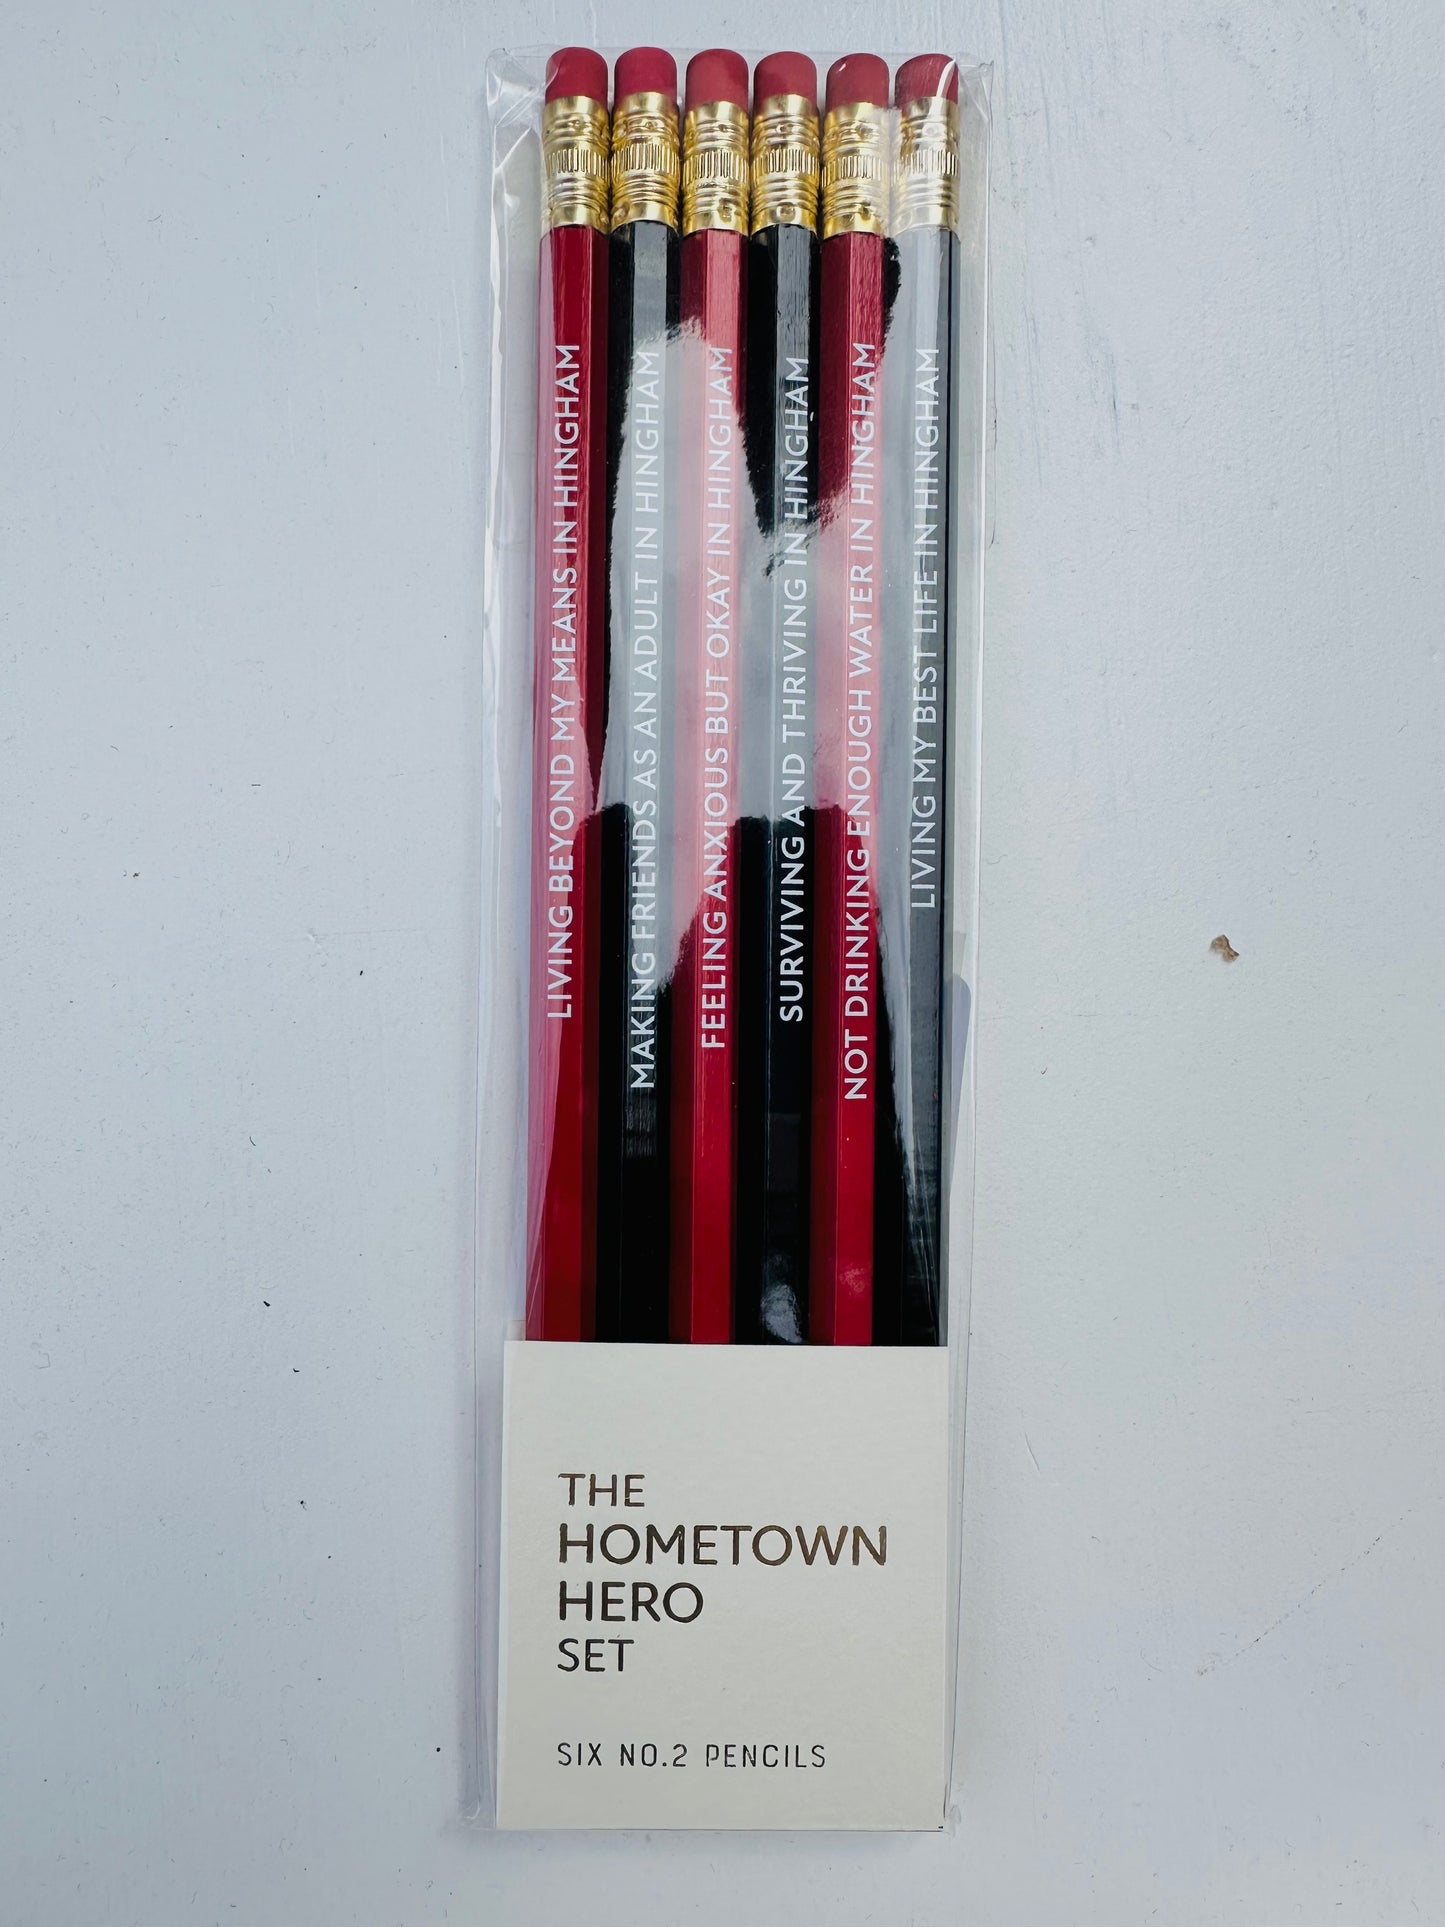 LIVING BEYOND MY MEANS IN HINGHAM
MAKING FRIENDS AS AN ADULT IN HINGHAM
FEELING ANXIOUS BUT OKAY IN HINGHAM
SURVIVING AND THRIVING IN HINGHAM
NOT DRINKING ENOUGH WATER IN HINGHAM
LIVING MY BEST LIFE IN HINGHAM
THE
HOMETOWN
HERO
SET
SIX NO.2 PENCILS